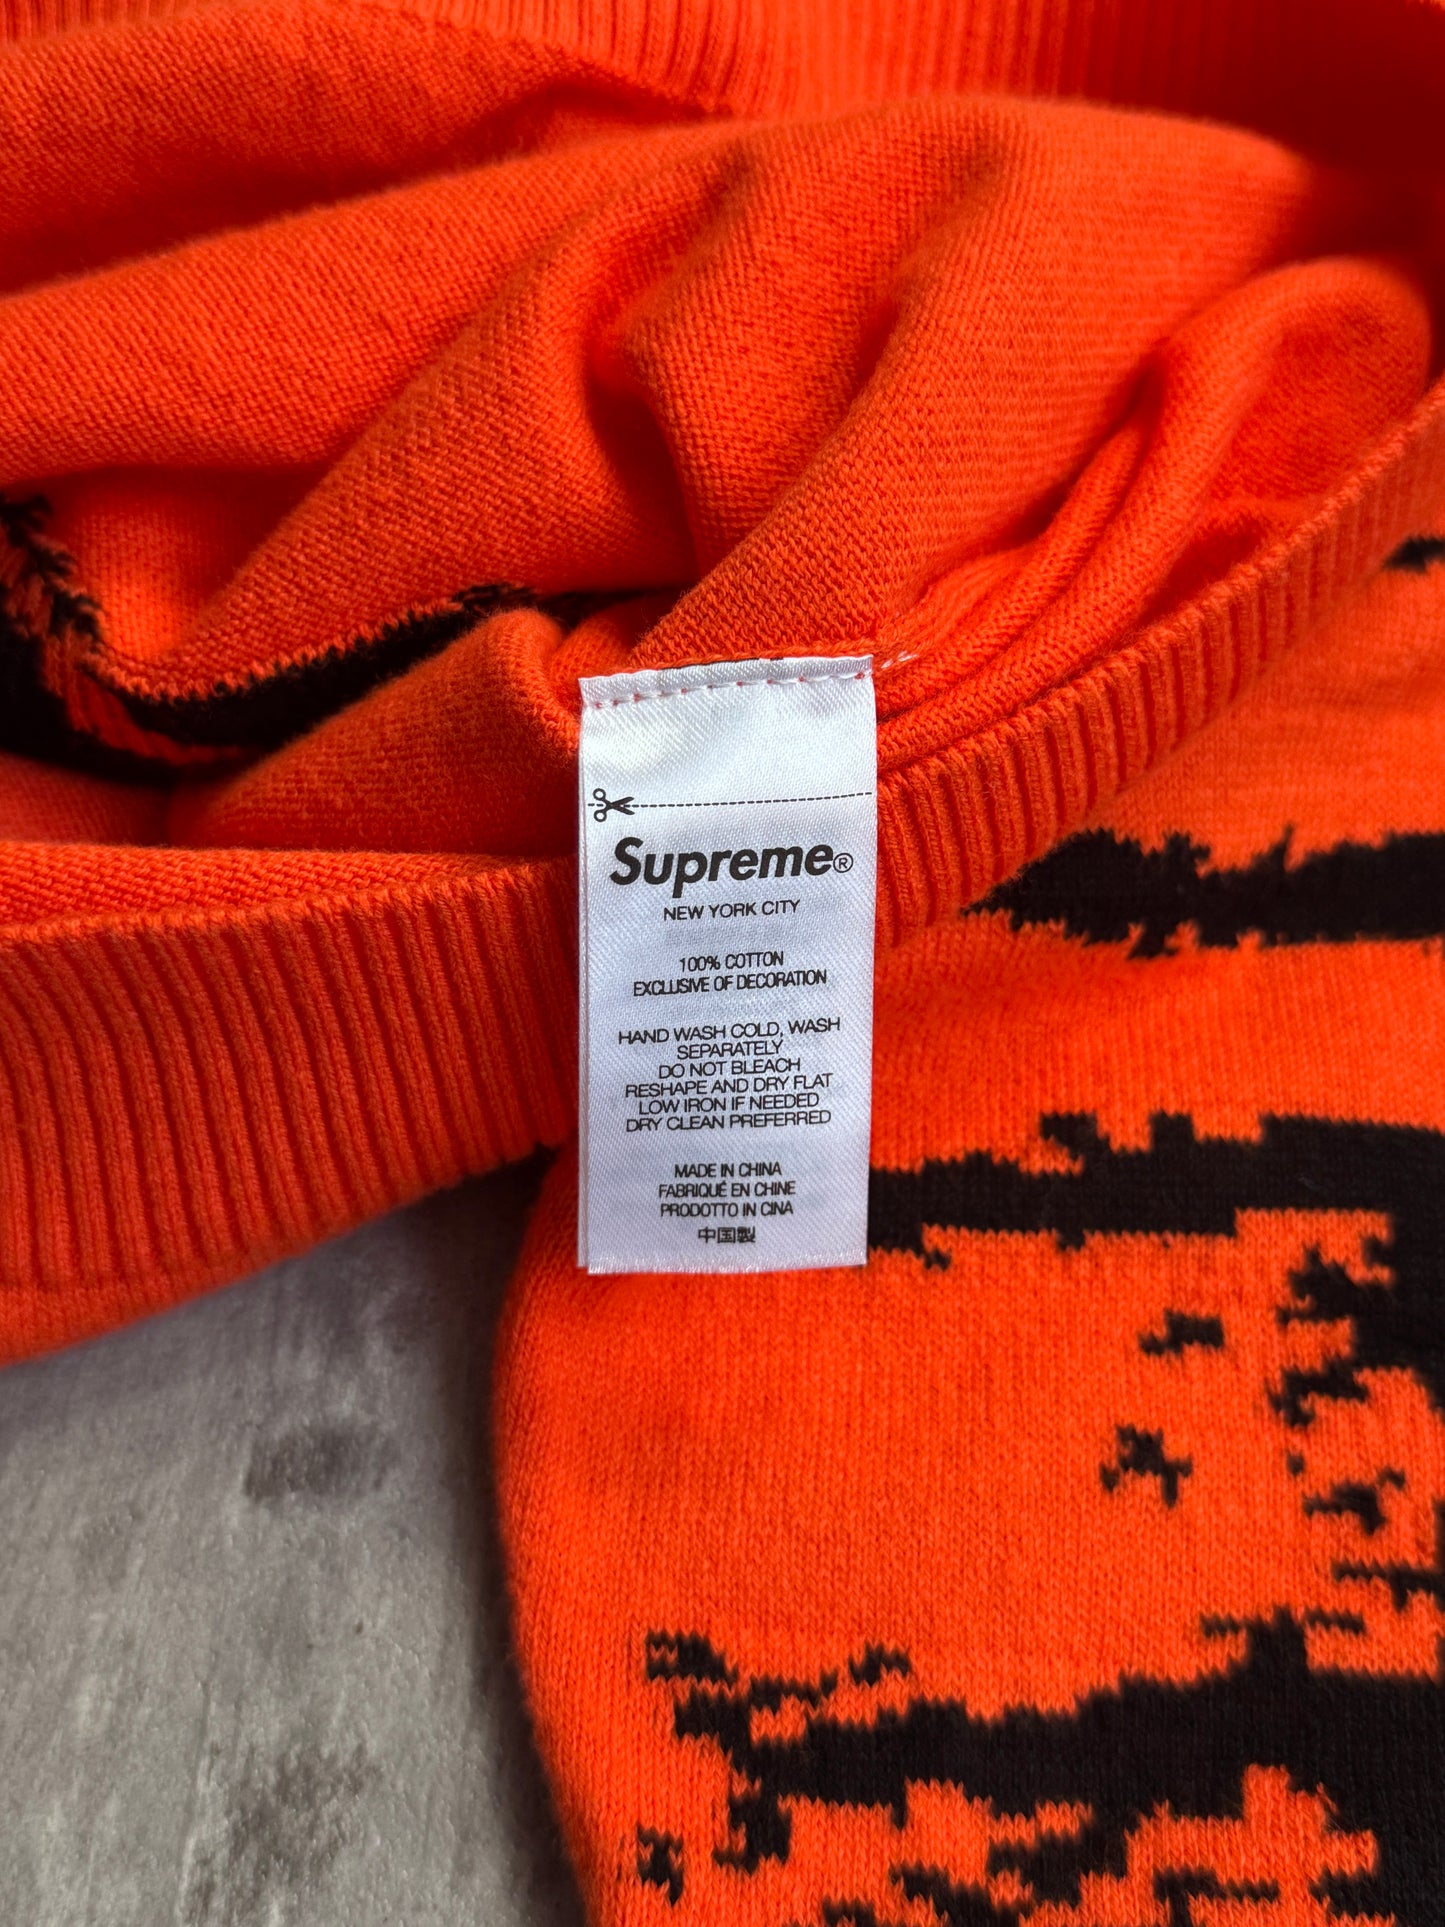 Supreme®
NEW YORK CITY
100% COTTON
EXCLUSIVE OF DECORATION
HAND WASH COLD, WASH
SEPARATELY
DO NOT BLEACH
RESHAPE AND DRY FLAT
LOW IRON IF NEEDED
DRY CLEAN PREFERRED
MADE IN CHINA
FABRIQUÉ EN CHINE
PRODOTTO IN CINA
中国製